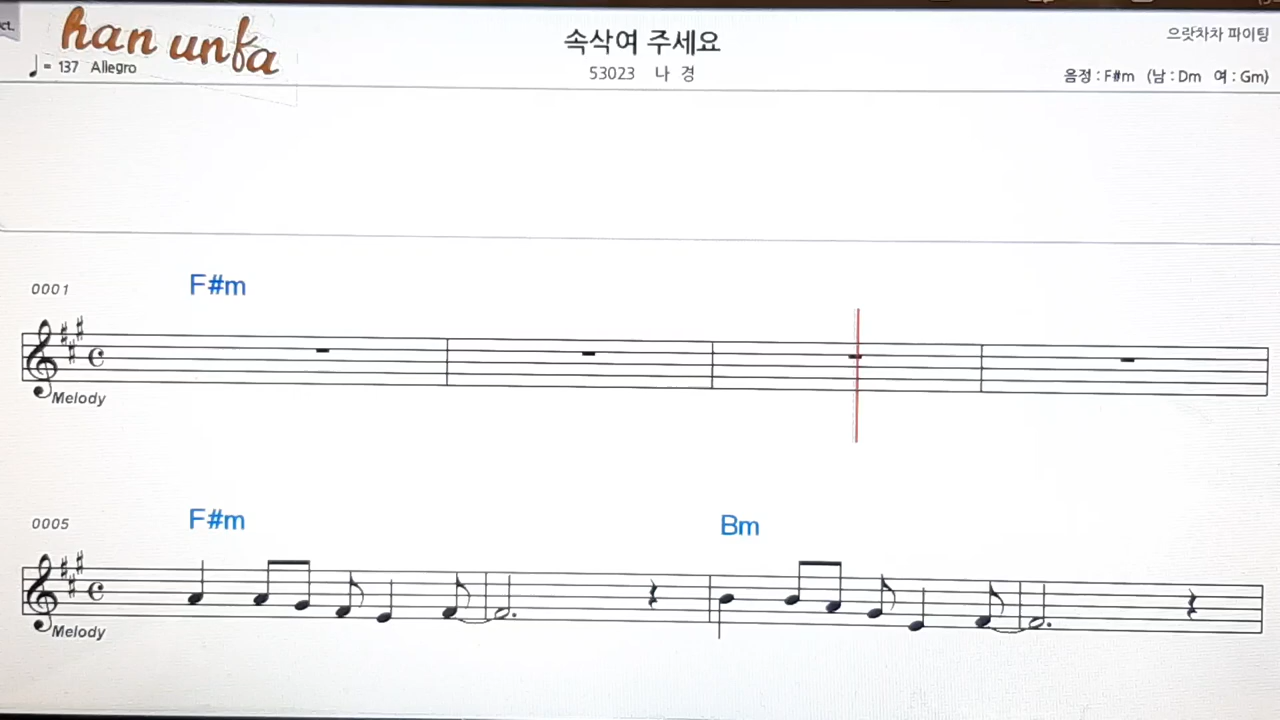 ct.
han unfa
으랏차차 파이팅
속삭여 주세요
♩= 137 Allegro
53023 나 경
음정 : F#m (남 : Dm 여 : Gm)
0001 F#m
Melody
0005 F#m Bm
Melody